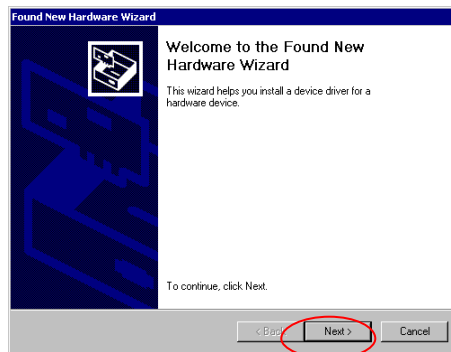 Found New Hardware Wizard
Welcome to the Found New
Hardware Wizard
This wizard helps you install a device driver for a
hardware device.
To continue, click Next.
< Back Next > Cancel